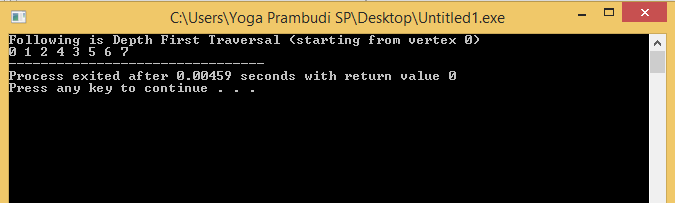 C:\Users\Yoga Prambudi SP\Desktop\Untitled1.exe
Following is Depth First Traversal (starting from vertex 0)
0 1 2 4 3 5 6 7
--------------------------------
Process exited after 0.00459 seconds with return value 0
Press any key to continue . . .